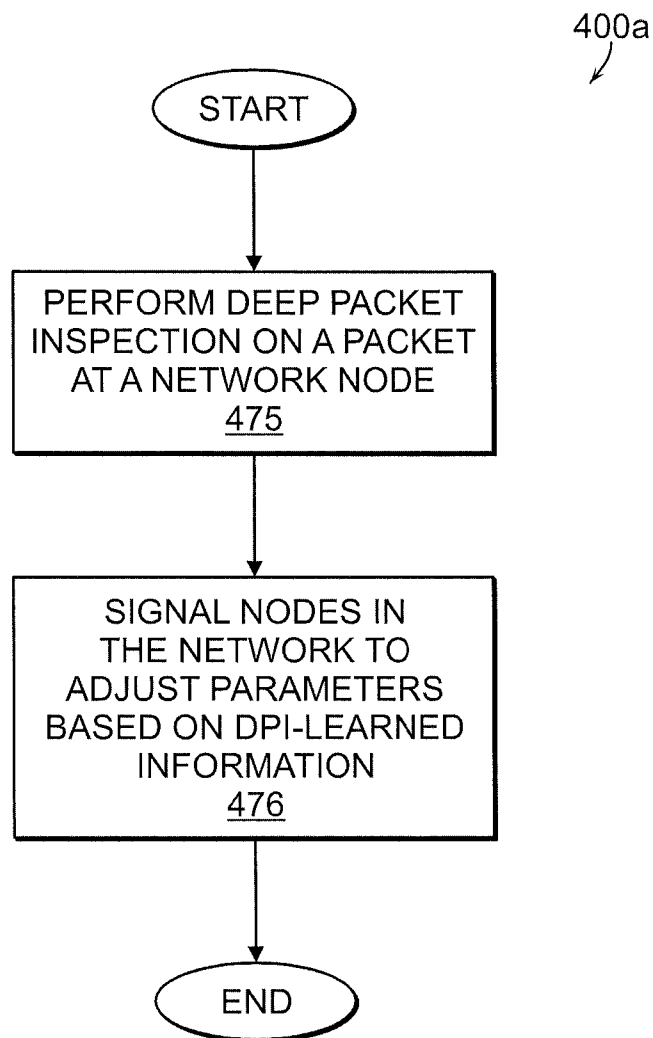 400a
START
PERFORM DEEP PACKET
INSPECTION ON A PACKET
AT A NETWORK NODE
475
SIGNAL NODES IN
THE NETWORK TO
ADJUST PARAMETERS
BASED ON DPI-LEARNED
INFORMATION
476
END